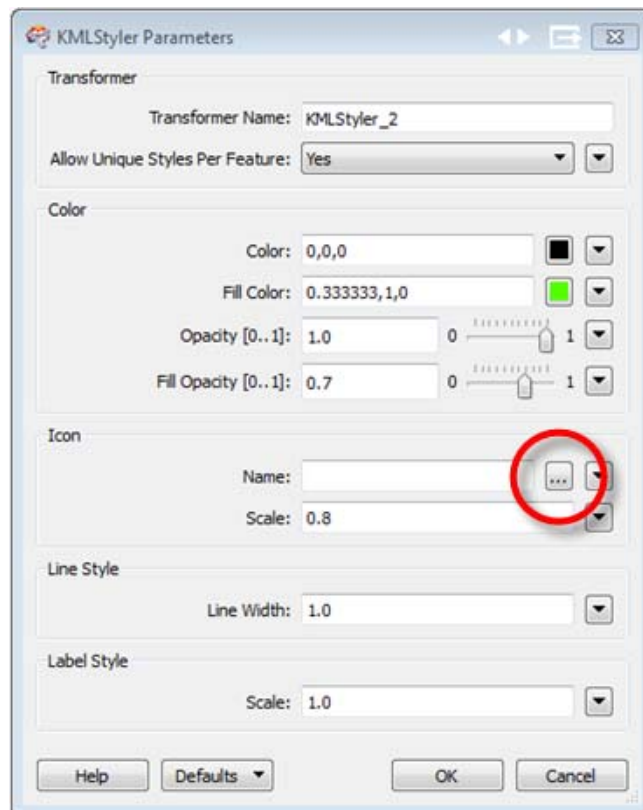 KMLStyler Parameters
Transformer
Transformer Name: KMLStyler_2
Allow Unique Styles Per Feature: Yes
Color
Color: 0,0,0
Fill Color: 0.333333,1,0
Opacity [0..1]: 1.0 0 1
Fill Opacity [0..1]: 0.7 0 1
Icon
Name: ...
Scale: 0.8
Line Style
Line Width: 1.0
Label Style
Scale: 1.0
Help Defaults OK Cancel